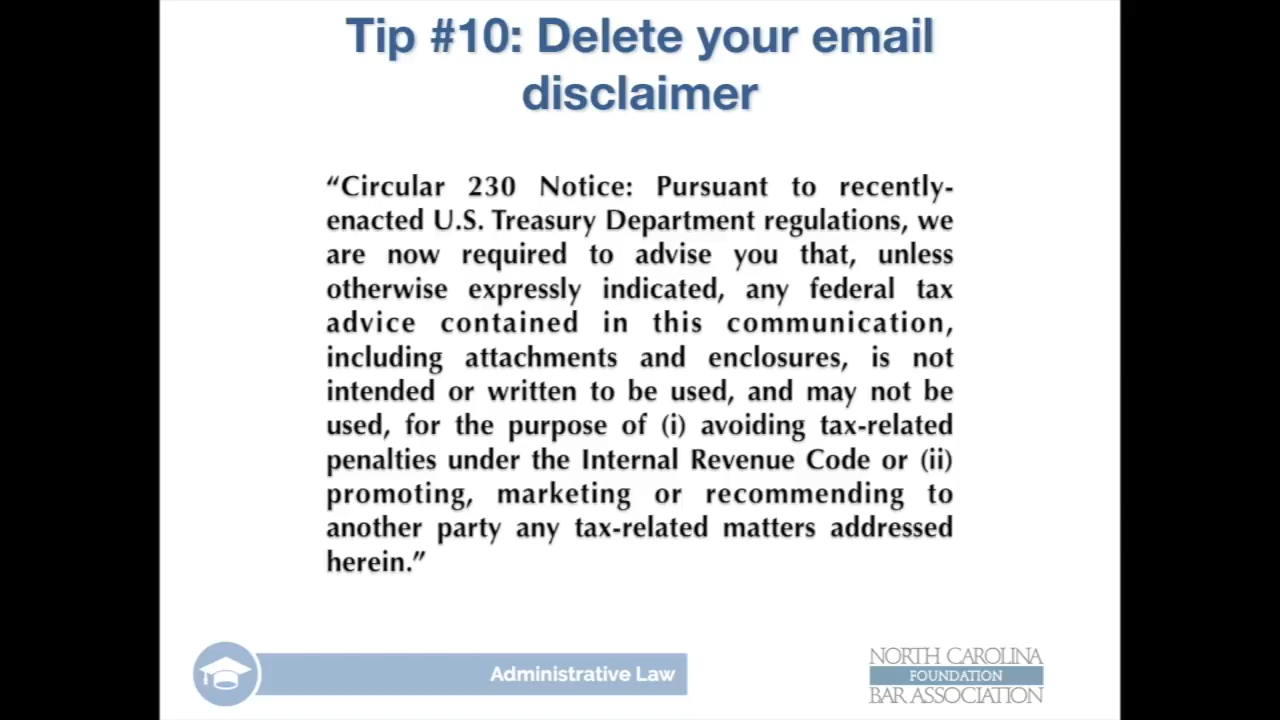 Tip #10: Delete your email
disclaimer
“Circular 230 Notice: Pursuant to recently-
enacted U.S. Treasury Department regulations, we
are now required to advise you that, unless
otherwise expressly indicated, any federal tax
advice contained in this communication,
including attachments and enclosures, is not
intended or written to be used, and may not be
used, for the purpose of (i) avoiding tax-related
penalties under the Internal Revenue Code or (ii)
promoting, marketing or recommending to
another party any tax-related matters addressed
herein.”
Administrative Law
NORTH CAROLINA
FOUNDATION
BAR ASSOCIATION